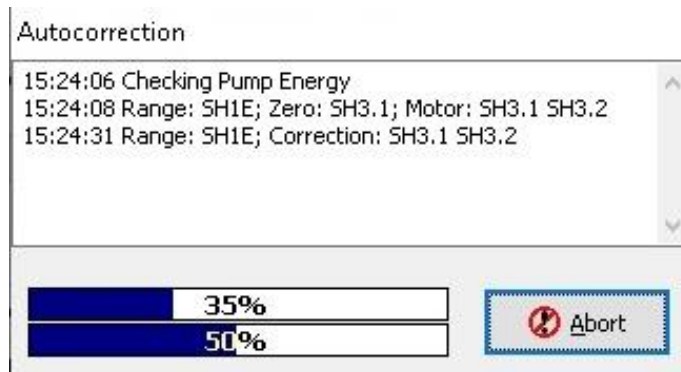 Autocorrection
15:24:06 Checking Pump Energy
15:24:08 Range: SH1E; Zero: SH3.1; Motor: SH3.1 SH3.2
15:24:31 Range: SH1E; Correction: SH3.1 SH3.2
35%
50%
Abort